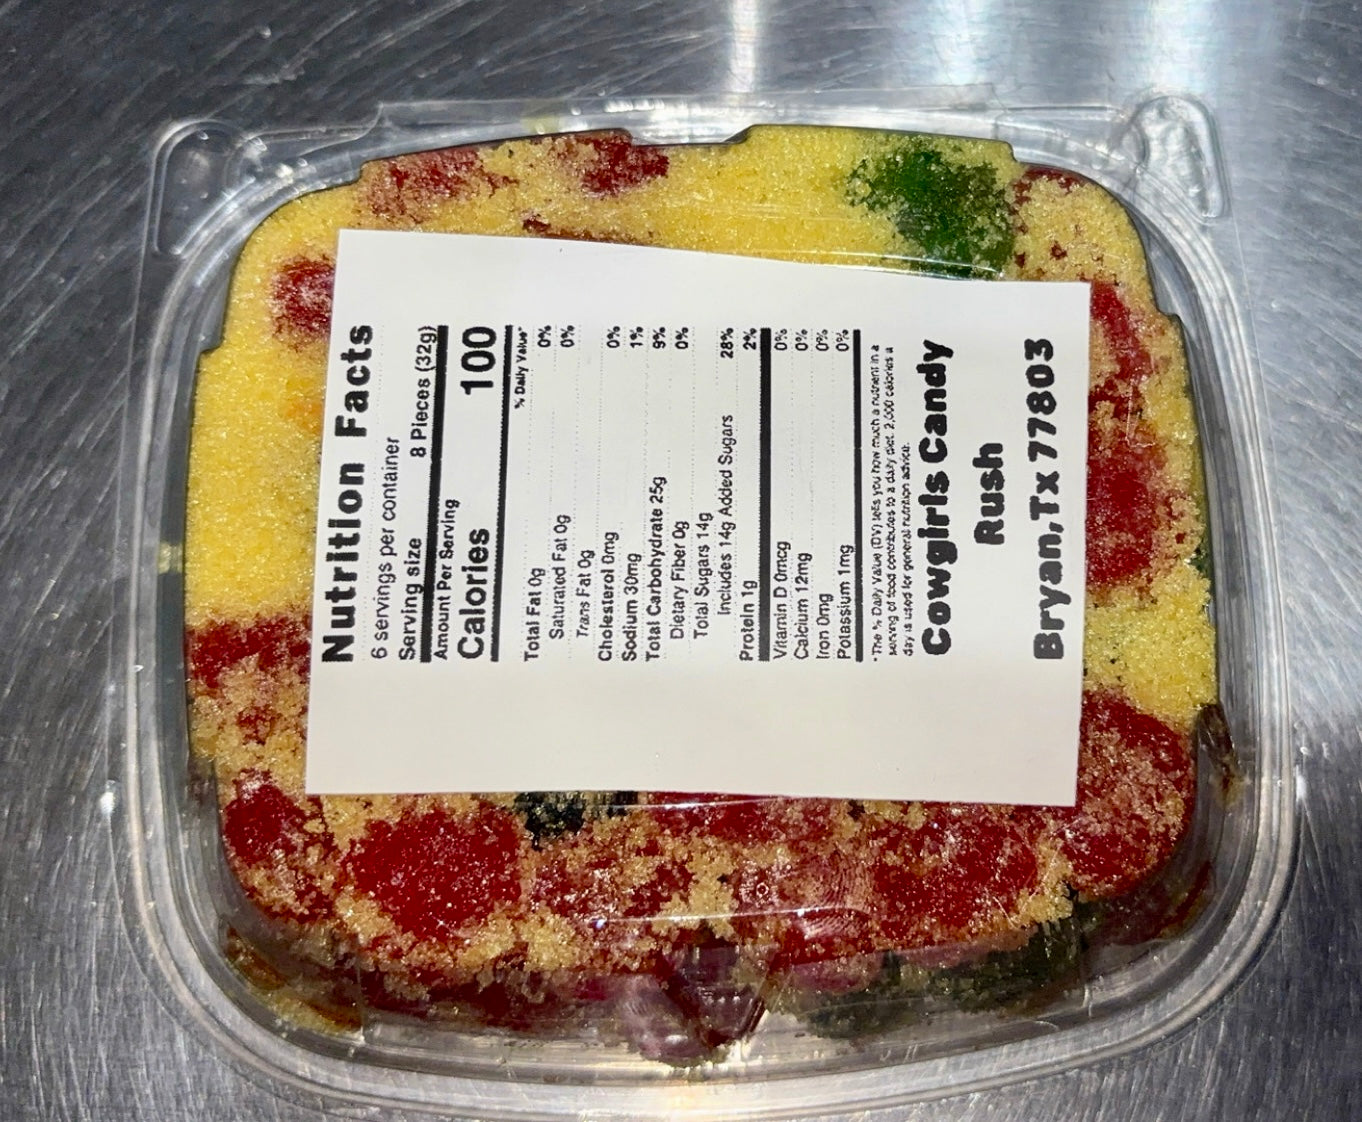 Nutrition Facts
6 servings per container
Serving size 8 Pieces (32g)
Amount Per Serving
Calories 100
% Daily Value*
Total Fat 0g 0%
Saturated Fat 0g 0%
Trans Fat 0g
Cholesterol 0mg 0%
Sodium 30mg 1%
Total Carbohydrate 25g 9%
Dietary Fiber 0g 0%
Total Sugars 14g
Includes 14g Added Sugars 28%
Protein 1g 2%
Vitamin D 0mcg 0%
Calcium 12mg 0%
Iron 0mg 0%
Potassium 1mg 0%
*The % Daily Value (DV) tells you how much a nutrient in a
serving of food contributes to a daily diet. 2,000 calories a
day is used for general nutrition advice.
Cowgirls Candy
Rush
Bryan,Tx 77803